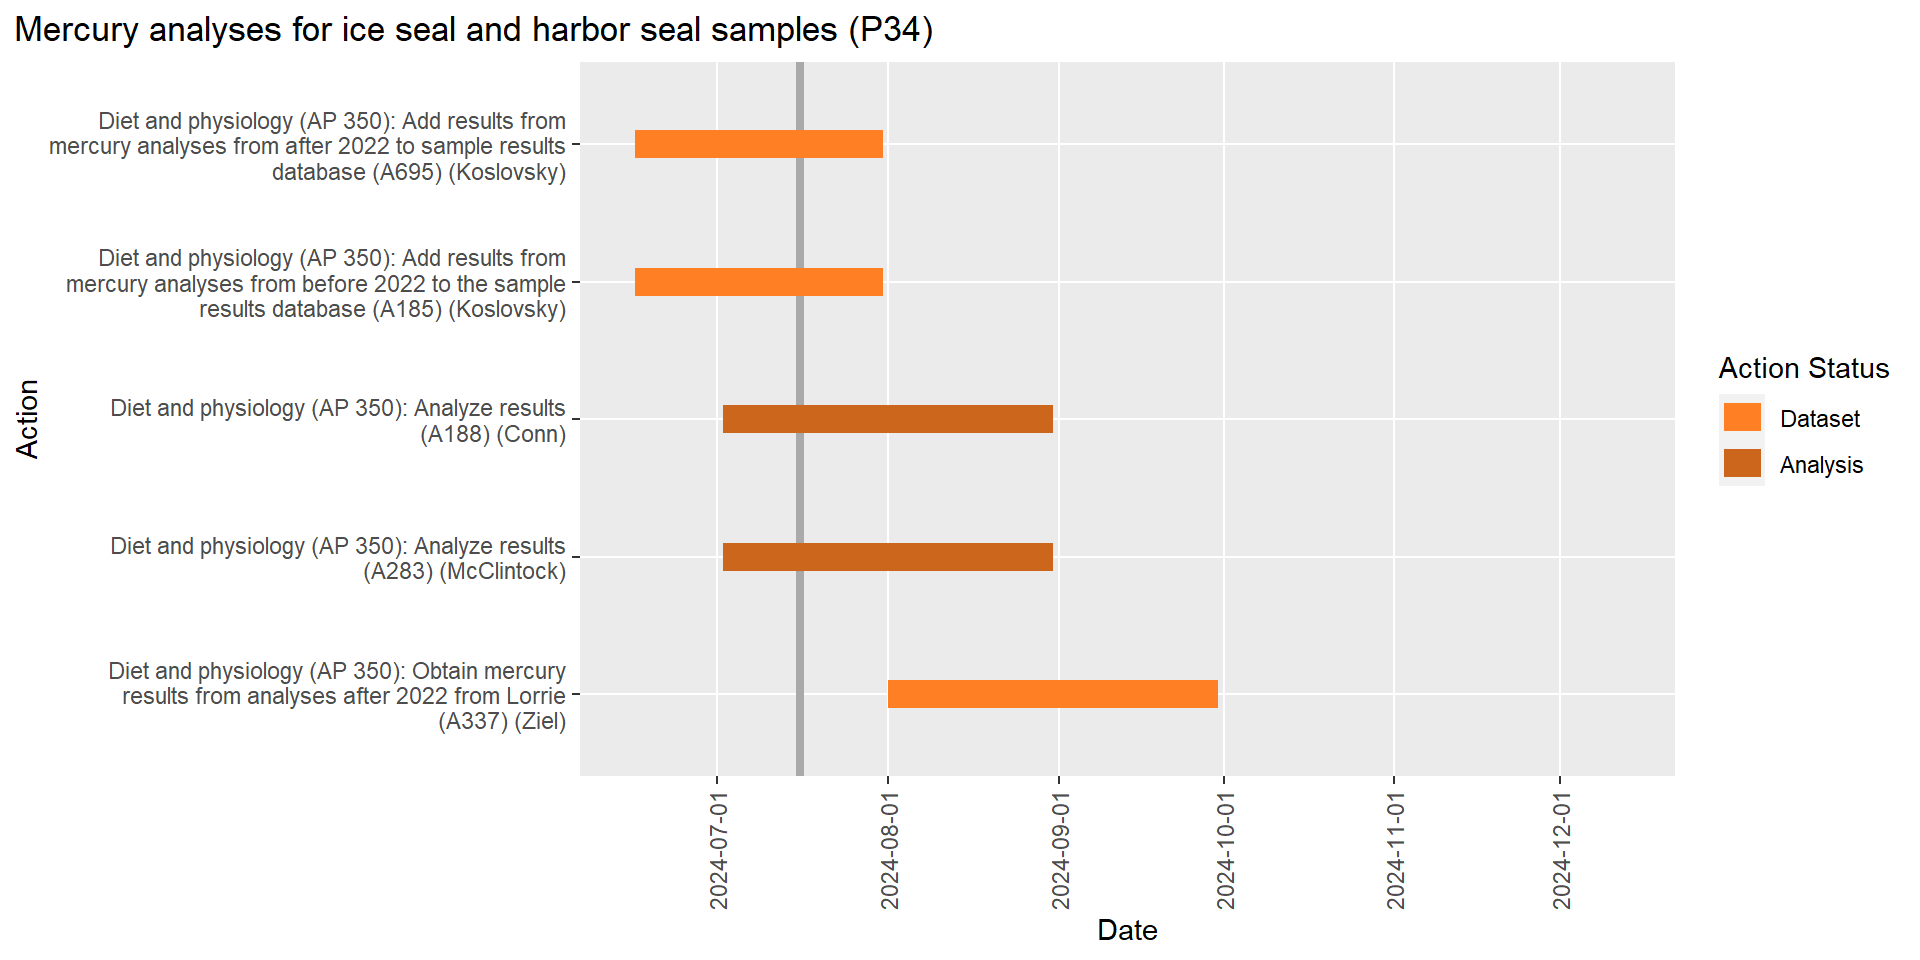 Mercury analyses for ice seal and harbor seal samples (P34)
Diet and physiology (AP 350): Add results from
mercury analyses from after 2022 to sample results
database (A695) (Koslovsky)
Diet and physiology (AP 350): Add results from
mercury analyses from before 2022 to the sample
results database (A185) (Koslovsky)
Diet and physiology (AP 350): Analyze results
(A188) (Conn)
Diet and physiology (AP 350): Analyze results
(A283) (McClintock)
Diet and physiology (AP 350): Obtain mercury
results from analyses after 2022 from Lorrie
(A337) (Ziel)
Action
2024-07-01
2024-08-01
2024-09-01
2024-10-01
2024-11-01
2024-12-01
Date
Action Status
Dataset
Analysis